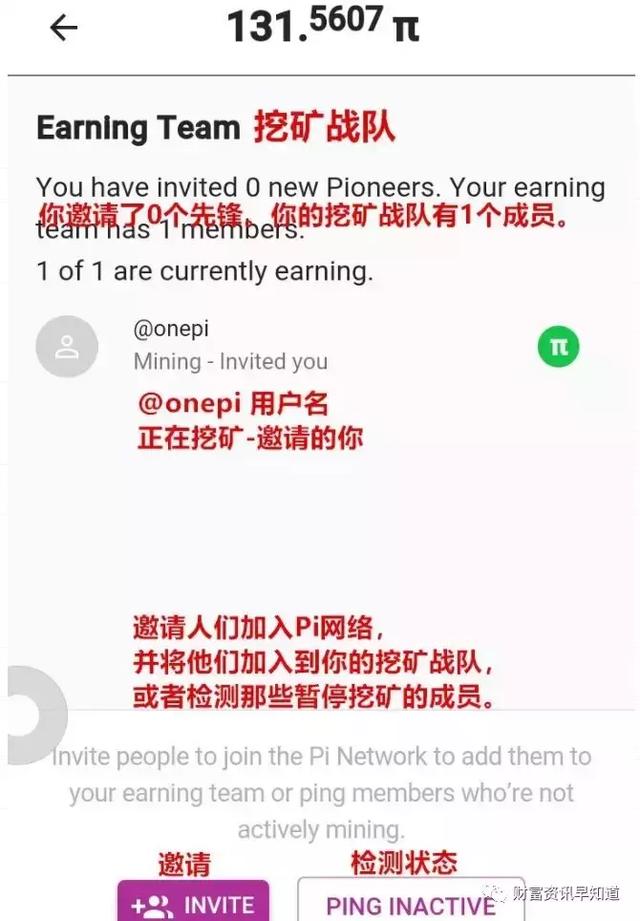 131.5607 π
Earning Team 挖矿战队
You have invited 0 new Pioneers. Your earning
你邀请了0个先锋。你的挖矿战队有1个成员。
team has 1 members.
1 of 1 are currently earning.
@onepi
Mining - Invited you
π
@onepi 用户名
正在挖矿-邀请的你
邀请人们加入Pi网络，
并将他们加入到你的挖矿战队，
或者检测那些暂停挖矿的成员。
Invite people to join the Pi Network to add them to
your earning team or ping members who're not
actively mining.
邀请 检测状态
INVITE PING INACTIVE
财富资讯早知道